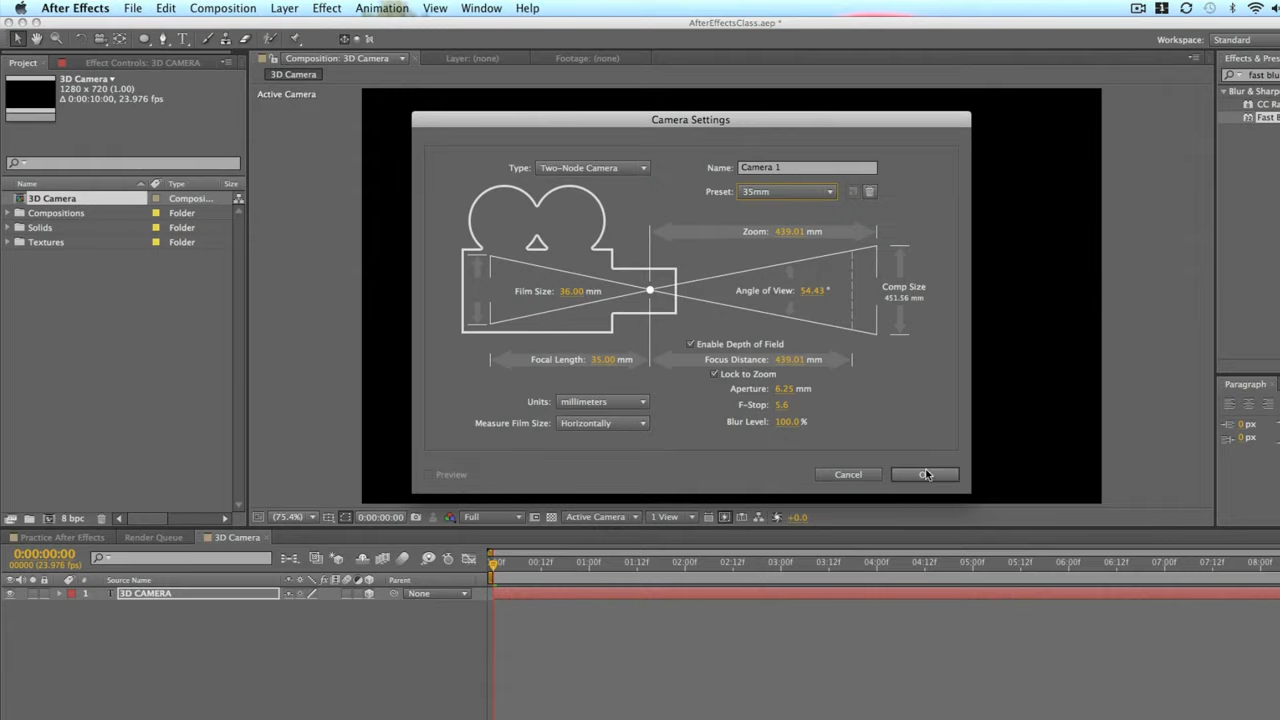 After Effects File Edit Composition Layer Effect Animation View Window Help
AfterEffectsClass.aep *
Workspace: Standard
Project Effect Controls: 3D CAMERA
Composition: 3D Camera Layer: (none) Footage: (none)
Effects & Pres
3D Camera
1280 x 720 (1.00)
Δ 0:00:10:00, 23.976 fps
3D Camera
fast blu
Active Camera
Blur & Sharpe
CC Ra
Fast B
Camera Settings
Type: Two-Node Camera Name: Camera 1
Preset: 35mm
Name Type Size
3D Camera Composi...
Compositions Folder
Solids Folder
Textures Folder
Zoom: 439.01 mm
Film Size: 36.00 mm
Angle of View: 54.43 °
Comp Size
451.56 mm
Enable Depth of Field
Focal Length: 35.00 mm
Focus Distance: 439.01 mm
Lock to Zoom
Aperture: 6.25 mm
Units: millimeters
F-Stop: 5.6
Measure Film Size: Horizontally
Blur Level: 100.0 %
Preview Cancel
Paragraph
0 px
0 px
8 bpc
(75.4%) 0:00:00:00 Full Active Camera 1 View +0.0
Practice After Effects Render Queue 3D Camera
0:00:00:00
00000 (23.976 fps)
00:12f 01:00f 01:12f 02:00f 02:12f 03:00f 03:12f 04:00f 04:12f 05:00f 05:12f 06:00f 06:12f 07:00f 07:12f 08:00f
# Source Name Parent
1 T 3D CAMERA None